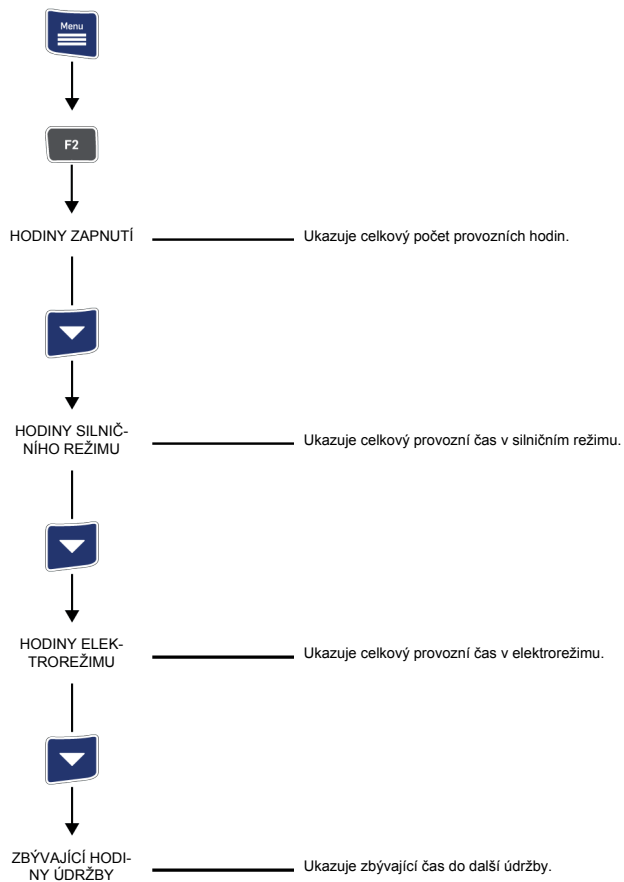 Menu
F2
HODINY ZAPNUTÍ
Ukazuje celkový počet provozních hodin.
HODINY SILNIČ-
NÍHO REŽIMU
Ukazuje celkový provozní čas v silničním režimu.
HODINY ELEK-
TROREŽIMU
Ukazuje celkový provozní čas v elektrorežimu.
ZBÝVAJÍCÍ HODI-
NY ÚDRŽBY
Ukazuje zbývající čas do další údržby.